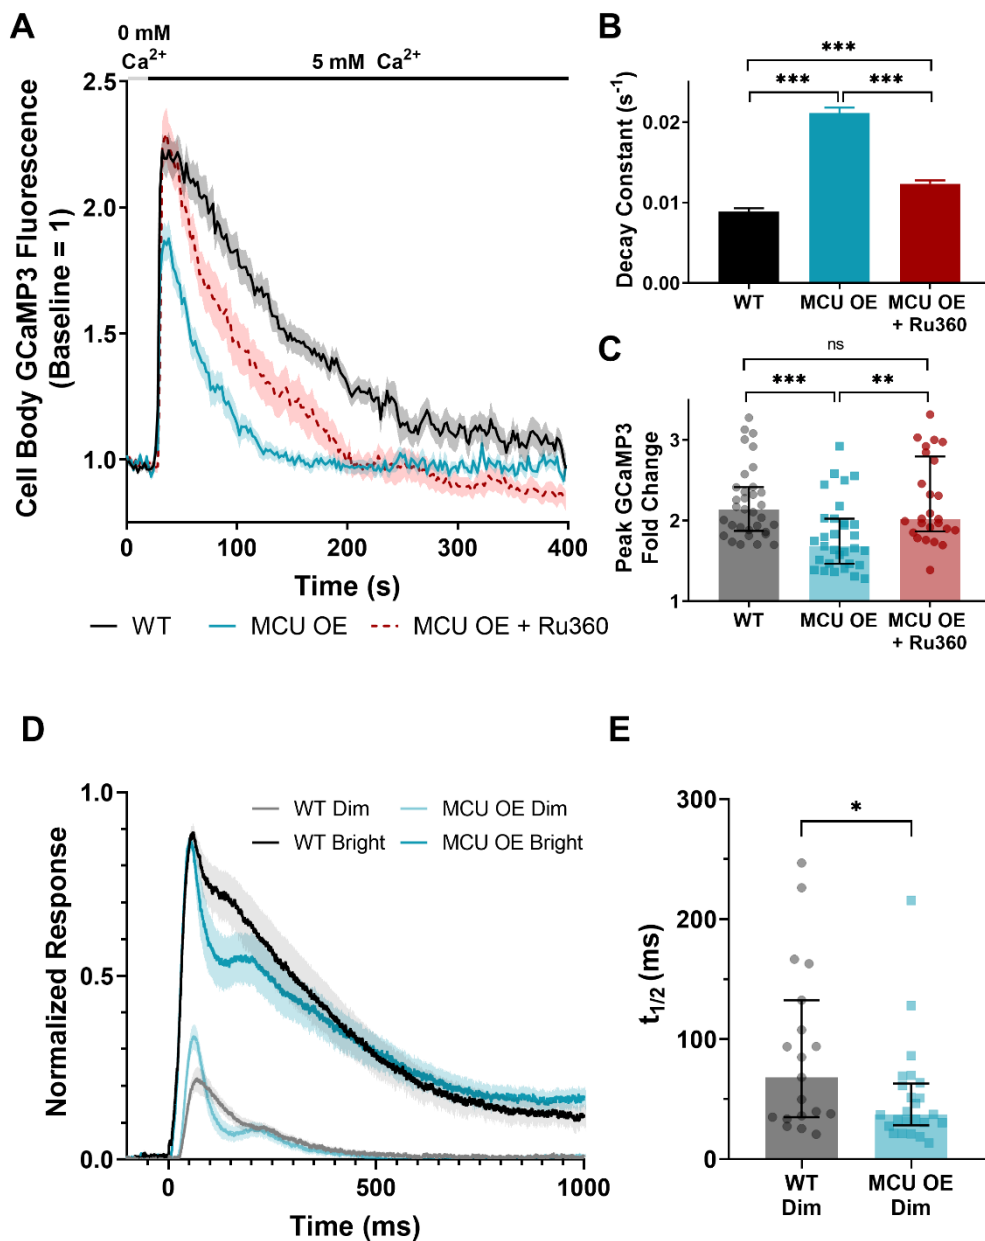 A
0 mM
Ca²⁺
5 mM Ca²⁺
Cell Body GCaMP3 Fluorescence
(Baseline = 1)
2.5
2.0
1.5
1.0
0
100
200
300
400
Time (s)
WT
MCU OE
MCU OE + Ru360
B
***
***
***
Decay Constant (s⁻¹)
0.02
0.01
0.00
WT
MCU OE
MCU OE
+ Ru360
C
ns
***
**
Peak GCaMP3
Fold Change
3
2
1
WT
MCU OE
MCU OE
+ Ru360
D
Normalized Response
1.0
0.5
0.0
WT Dim
MCU OE Dim
WT Bright
MCU OE Bright
0
500
1000
Time (ms)
E
*
t1/2 (ms)
300
200
100
0
WT
Dim
MCU OE
Dim